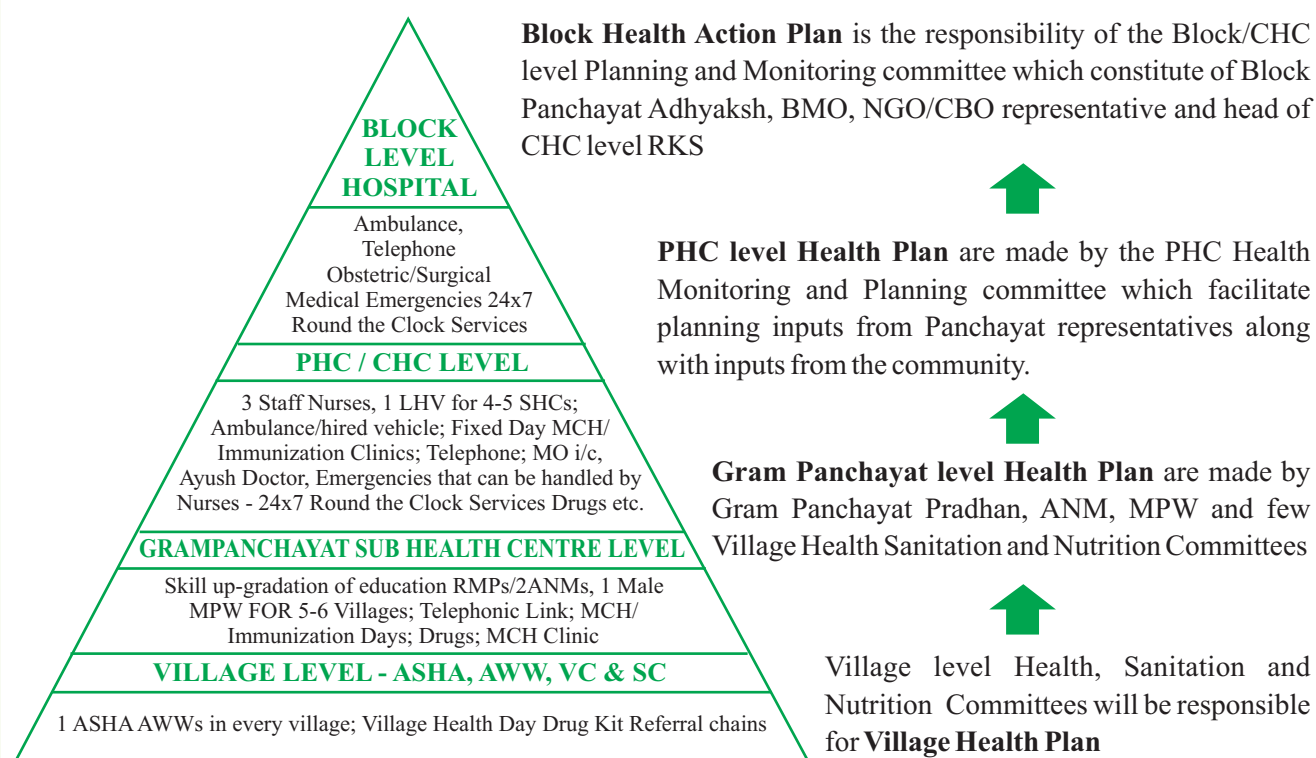 BLOCK
LEVEL
HOSPITAL
Ambulance,
Telephone
Obstetric/Surgical
Medical Emergencies 24x7
Round the Clock Services
PHC / CHC LEVEL
3 Staff Nurses, 1 LHV for 4-5 SHCs;
Ambulance/hired vehicle; Fixed Day MCH/
Immunization Clinics; Telephone; MO i/c,
Ayush Doctor, Emergencies that can be handled by
Nurses - 24x7 Round the Clock Services Drugs etc.
GRAMPANCHAYAT SUB HEALTH CENTRE LEVEL
Skill up-gradation of education RMPs/2ANMs, 1 Male
MPW FOR 5-6 Villages; Telephonic Link; MCH/
Immunization Days; Drugs; MCH Clinic
VILLAGE LEVEL - ASHA, AWW, VC & SC
1 ASHA AWWs in every village; Village Health Day Drug Kit Referral chains
Block Health Action Plan is the responsibility of the Block/CHC
level Planning and Monitoring committee which constitute of Block
Panchayat Adhyaksh, BMO, NGO/CBO representative and head of
CHC level RKS
PHC level Health Plan are made by the PHC Health
Monitoring and Planning committee which facilitate
planning inputs from Panchayat representatives along
with inputs from the community.
Gram Panchayat level Health Plan are made by
Gram Panchayat Pradhan, ANM, MPW and few
Village Health Sanitation and Nutrition Committees
Village level Health, Sanitation and
Nutrition Committees will be responsible
for Village Health Plan